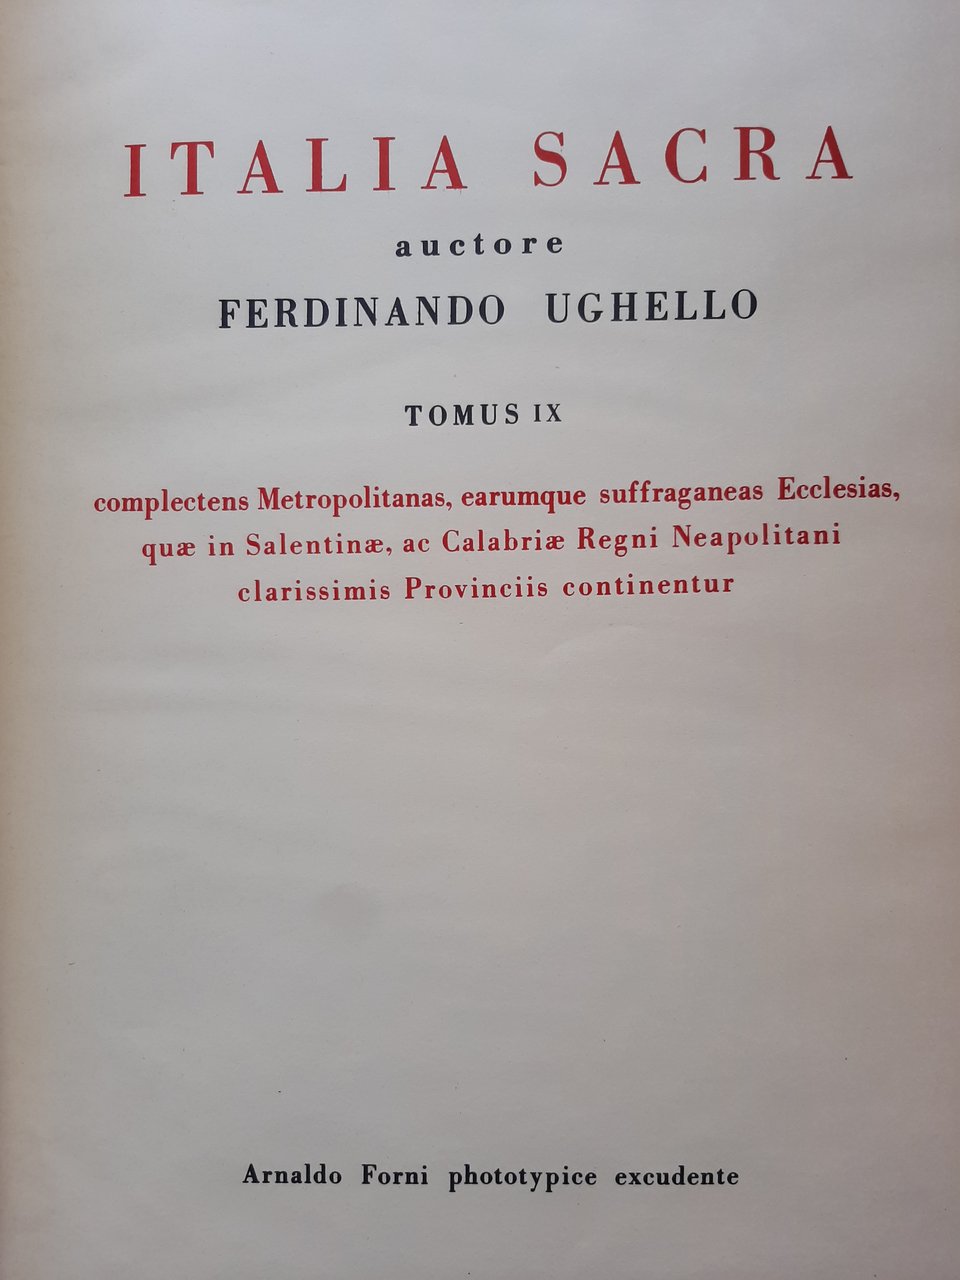 ITALIA SACRA
auctore
FERDINANDO UGHELLO
TOMUS IX
complectens Metropolitanas, earumque suffraganeas Ecclesias,
quæ in Salentinæ, ac Calabriæ Regni Neapolitani
clarissimis Provinciis continentur
Arnaldo Forni phototypice excudente